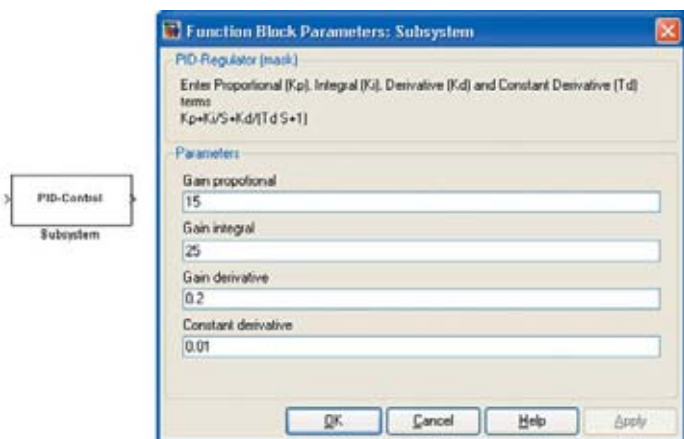 Function Block Parameters: Subsystem
PID-Regulator (mask)
Enter Proportional (Kp), Integral (Ki), Derivative (Kd) and Constant Derivative (Td)
terms
Kp+Ki/S+Kd/(Td S+1)
Parameters
Gain propotional
15
Gain integral
25
Gain derivative
0.2
Constant derivative
0.01
OK Cancel Help Apply
PID-Control
Subsystem